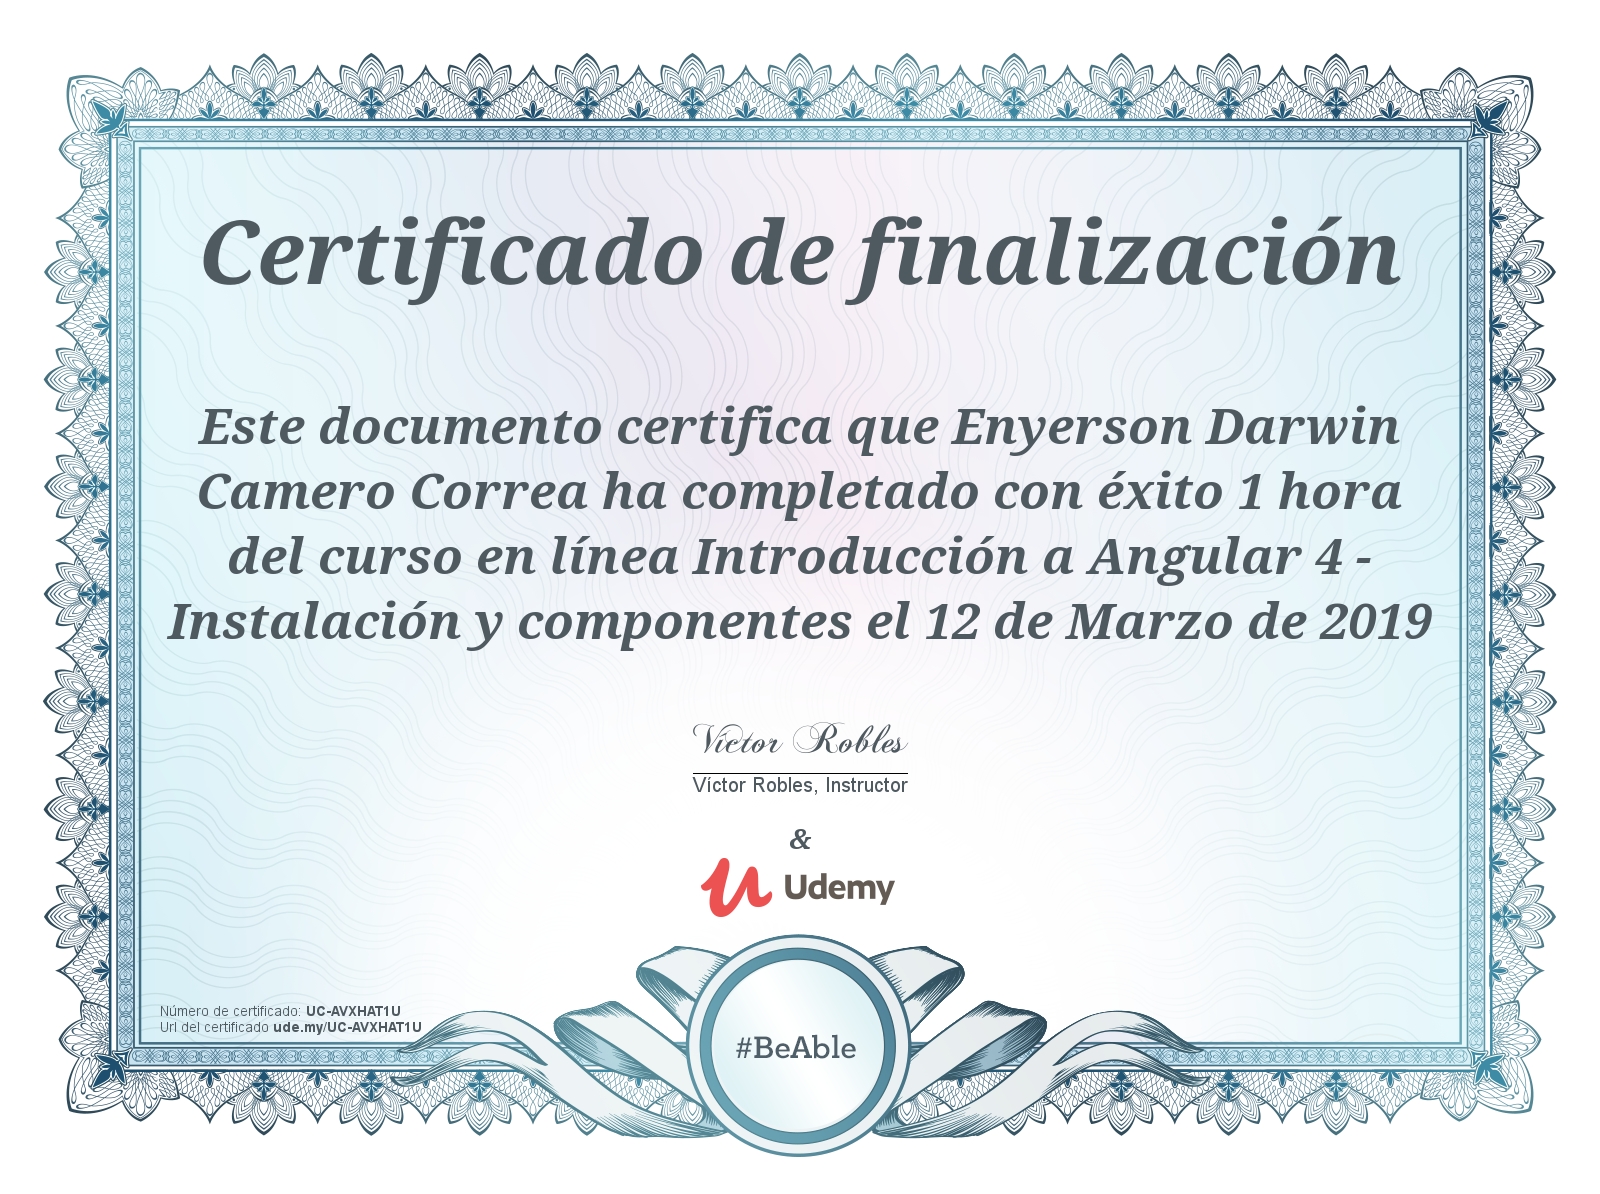 Certificado de finalización
Este documento certifica que Enyerson Darwin
Camero Correa ha completado con éxito 1 hora
del curso en línea Introducción a Angular 4 -
Instalación y componentes el 12 de Marzo de 2019
Víctor Robles
Víctor Robles, Instructor
&
Udemy
Número de certificado: UC-AVXHAT1U
Url del certificado ude.my/UC-AVXHAT1U
#BeAble